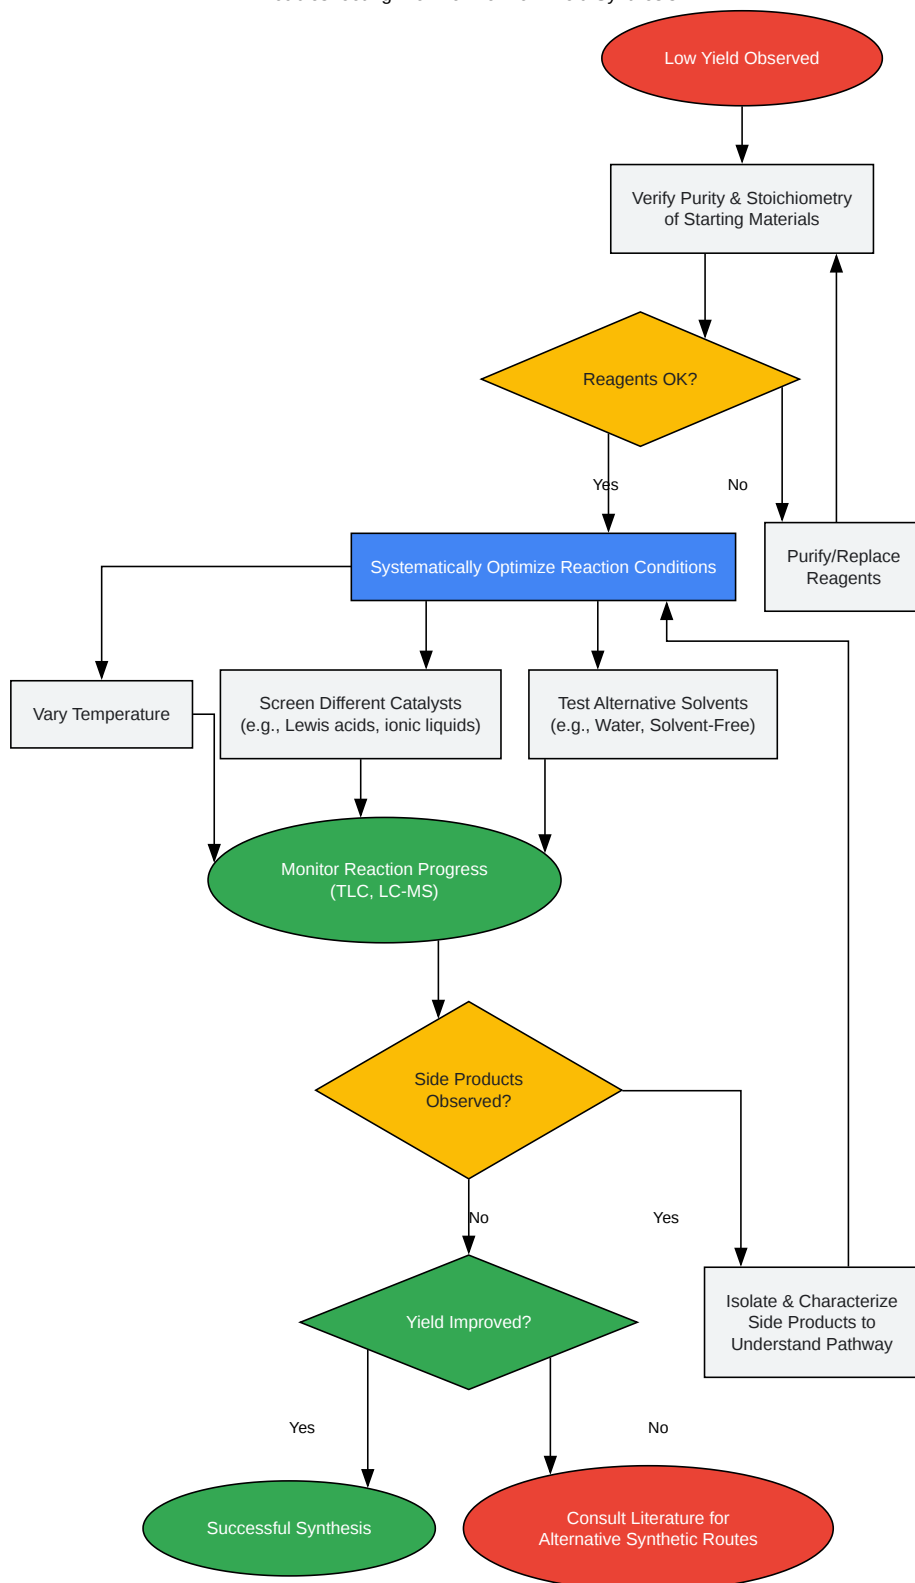 Low Yield Observed
Verify Purity & Stoichiometry
of Starting Materials
Reagents OK?
Yes
No
Purify/Replace
Reagents
Systematically Optimize Reaction Conditions
Vary Temperature
Screen Different Catalysts
(e.g., Lewis acids, ionic liquids)
Test Alternative Solvents
(e.g., Water, Solvent-Free)
Monitor Reaction Progress
(TLC, LC-MS)
Side Products
Observed?
No
Yes
Isolate & Characterize
Side Products to
Understand Pathway
Yield Improved?
Yes
No
Successful Synthesis
Consult Literature for
Alternative Synthetic Routes